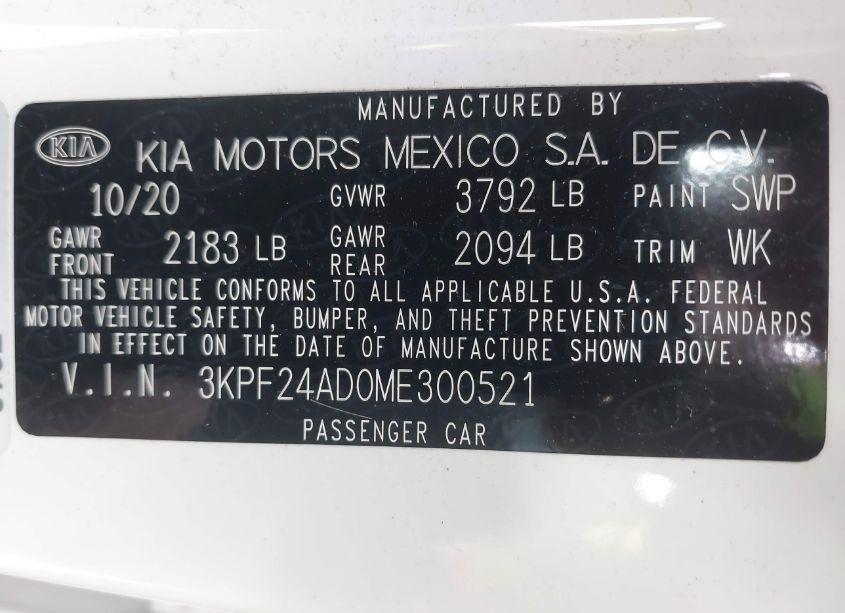 MANUFACTURED BY
KIA KIA MOTORS MEXICO S.A. DE C.V.
10/20 GVWR 3792 LB PAINT SWP
GAWR FRONT 2183 LB GAWR REAR 2094 LB TRIM WK
THIS VEHICLE CONFORMS TO ALL APPLICABLE U.S.A. FEDERAL
MOTOR VEHICLE SAFETY, BUMPER, AND THEFT PREVENTION STANDARDS
IN EFFECT ON THE DATE OF MANUFACTURE SHOWN ABOVE.
V.I.N. 3KPF24AD0ME300521
PASSENGER CAR